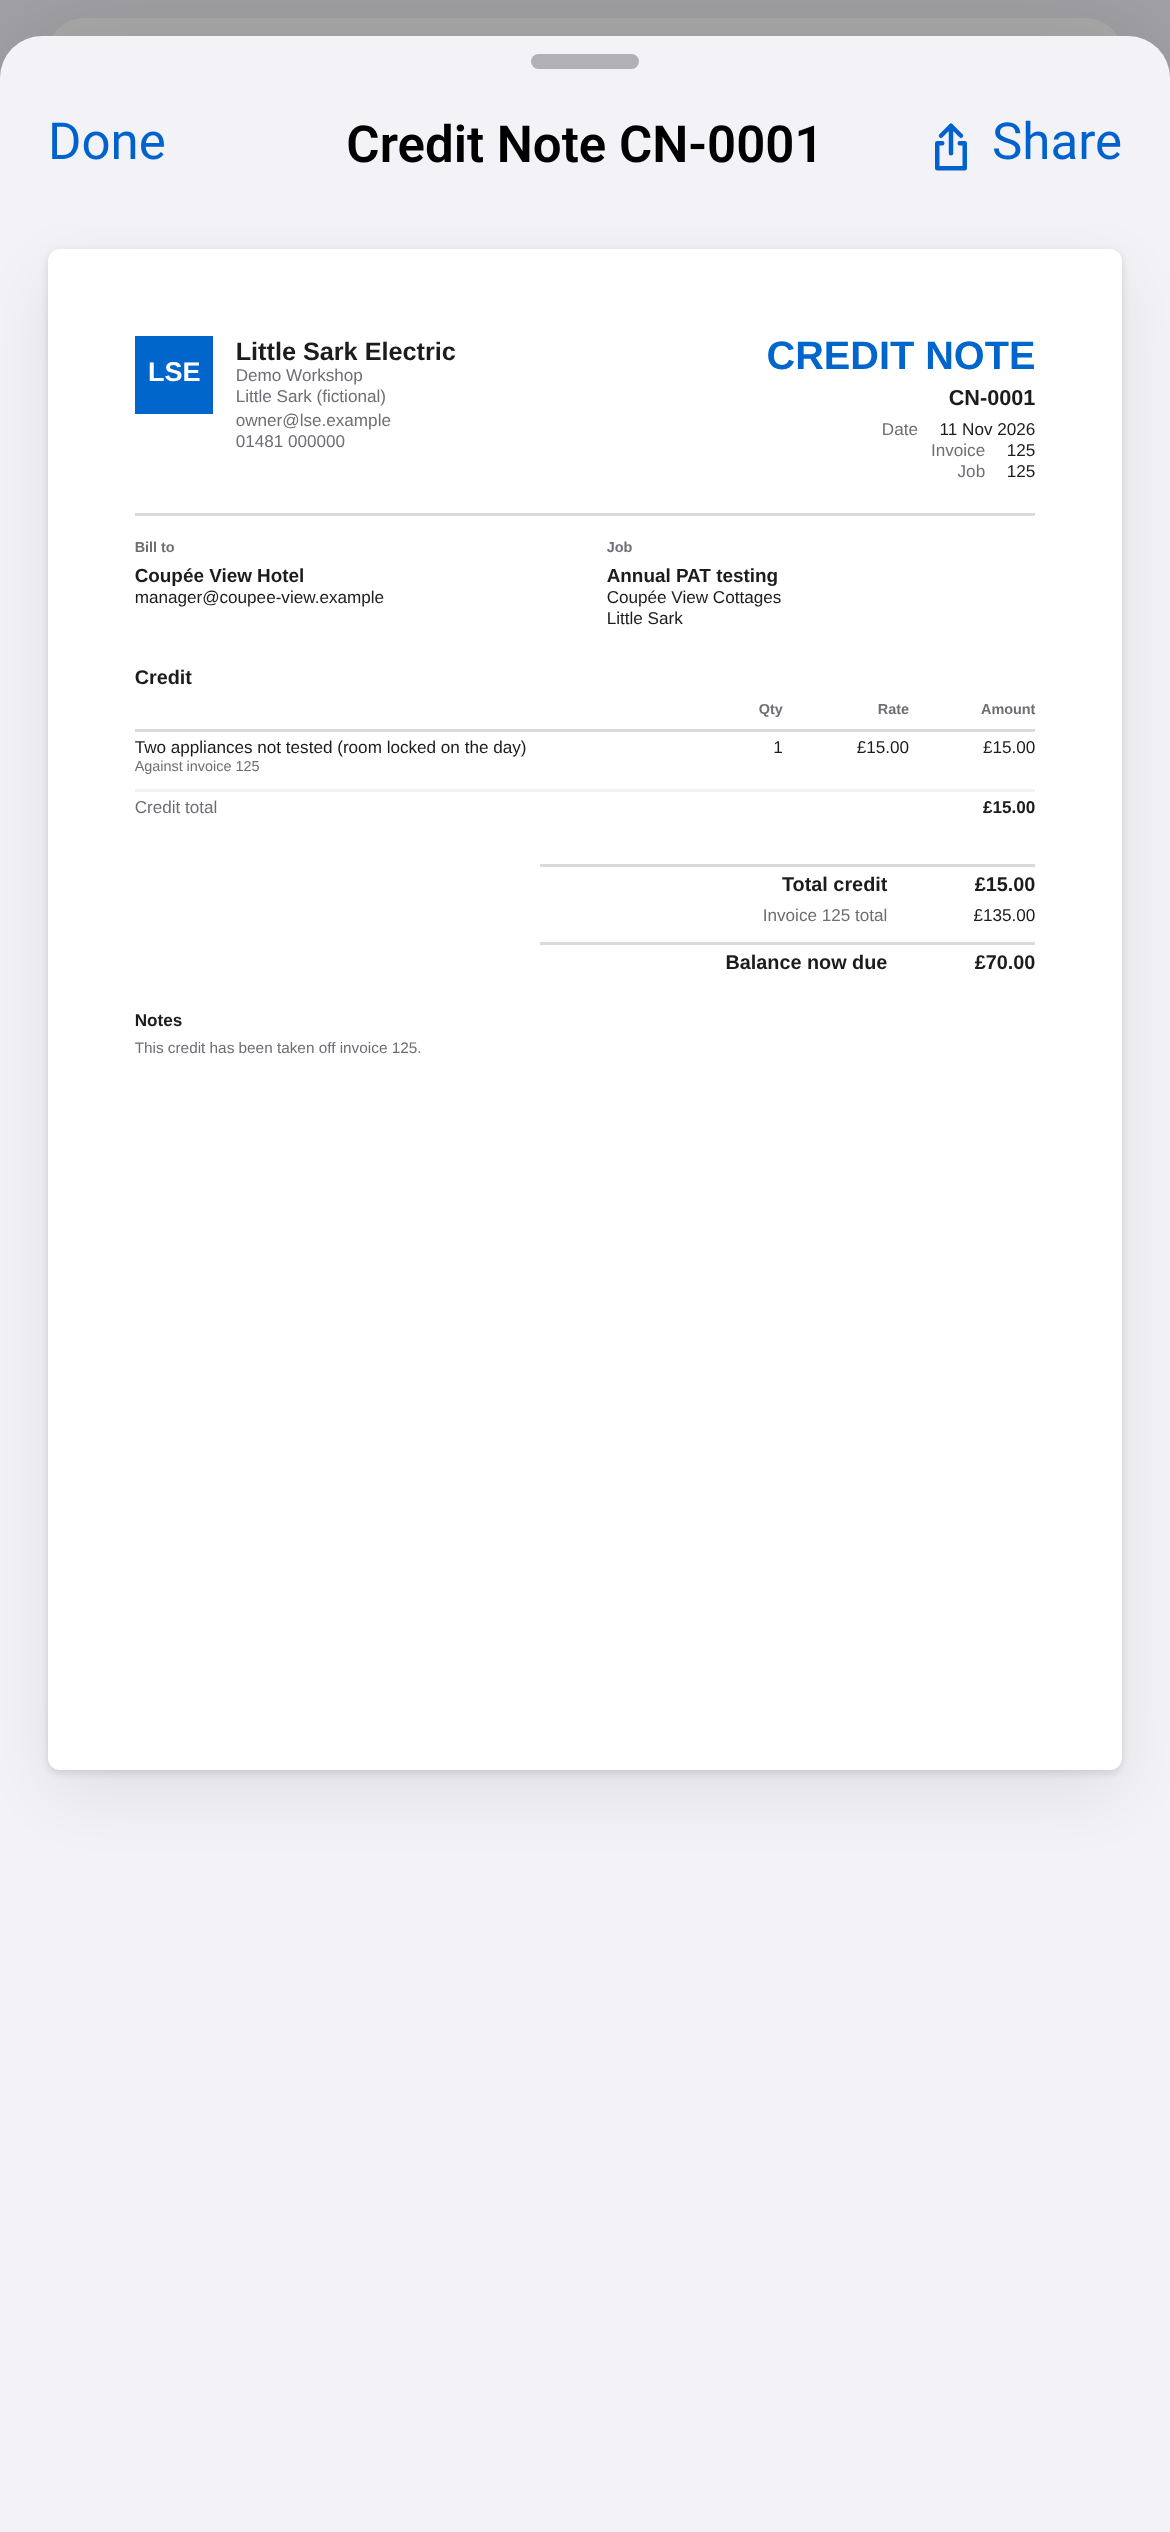 Done
Credit Note CN-0001
Share
LSE
Little Sark Electric
Demo Workshop
Little Sark (fictional)
owner@lse.example
01481 000000
CREDIT NOTE
CN-0001
Date 11 Nov 2026
Invoice 125
Job 125
Bill to
Coupée View Hotel
manager@coupee-view.example
Job
Annual PAT testing
Coupée View Cottages
Little Sark
Credit
Qty Rate Amount
Two appliances not tested (room locked on the day) 1 £15.00 £15.00
Against invoice 125
Credit total £15.00
Total credit £15.00
Invoice 125 total £135.00
Balance now due £70.00
Notes
This credit has been taken off invoice 125.